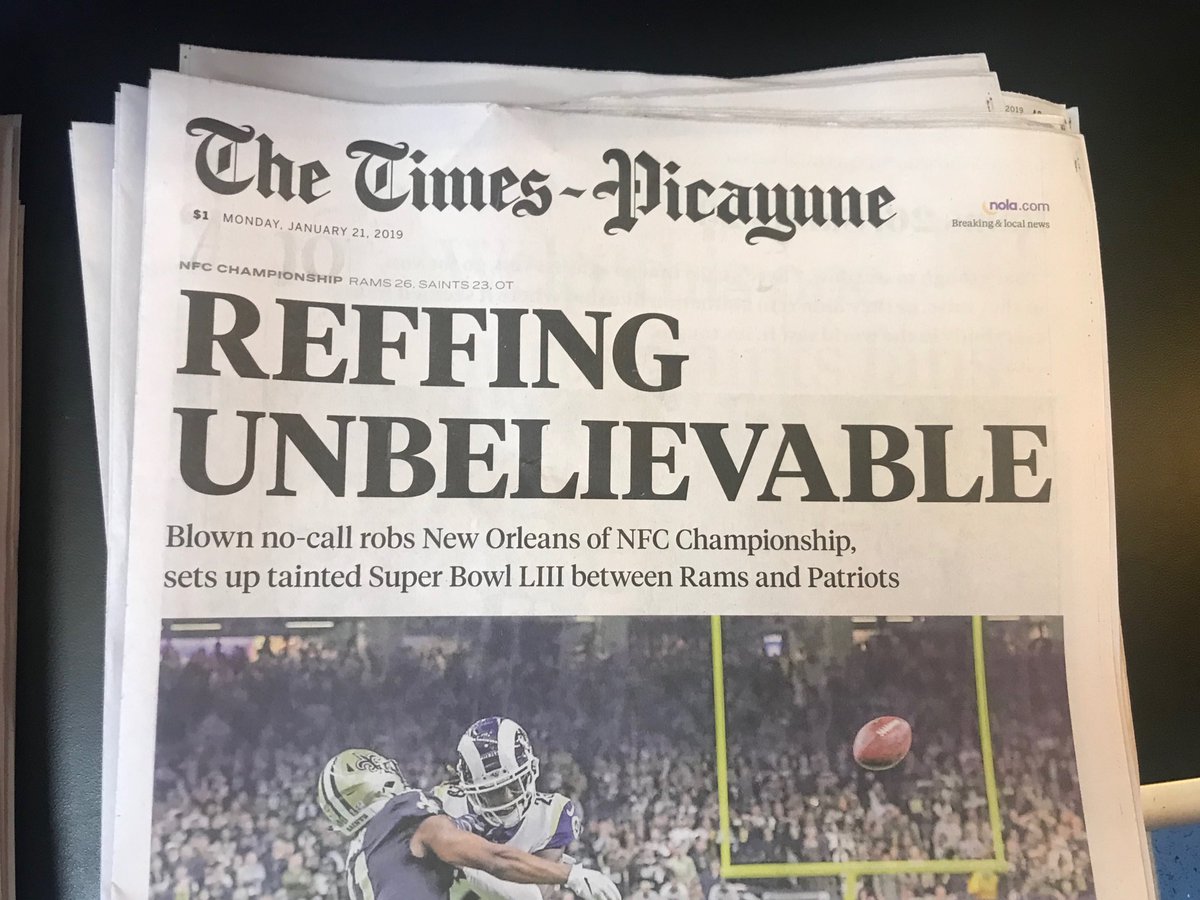 2019
The Times-Picayune
nola.com
Breaking & local news
$1 MONDAY, JANUARY 21, 2019
NFC CHAMPIONSHIP RAMS 26, SAINTS 23, OT
REFFING
UNBELIEVABLE
Blown no-call robs New Orleans of NFC Championship,
sets up tainted Super Bowl LIII between Rams and Patriots